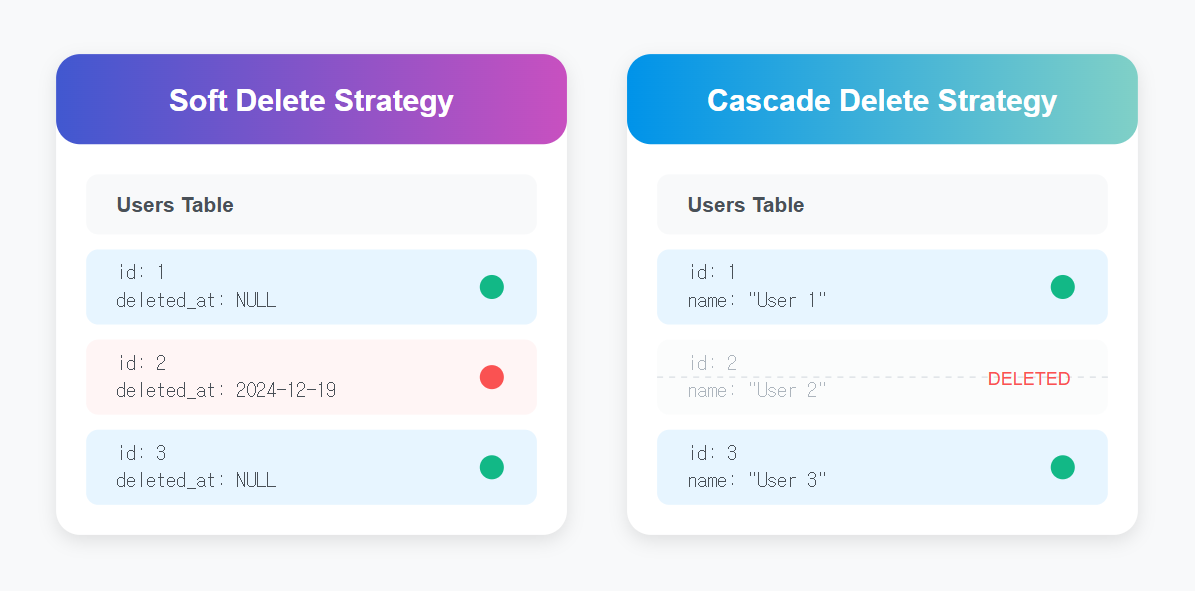 Soft Delete Strategy
Users Table
id: 1
deleted_at: NULL
id: 2
deleted_at: 2024-12-19
id: 3
deleted_at: NULL
Cascade Delete Strategy
Users Table
id: 1
name: "User 1"
id: 2
name: "User 2"
DELETED
id: 3
name: "User 3"